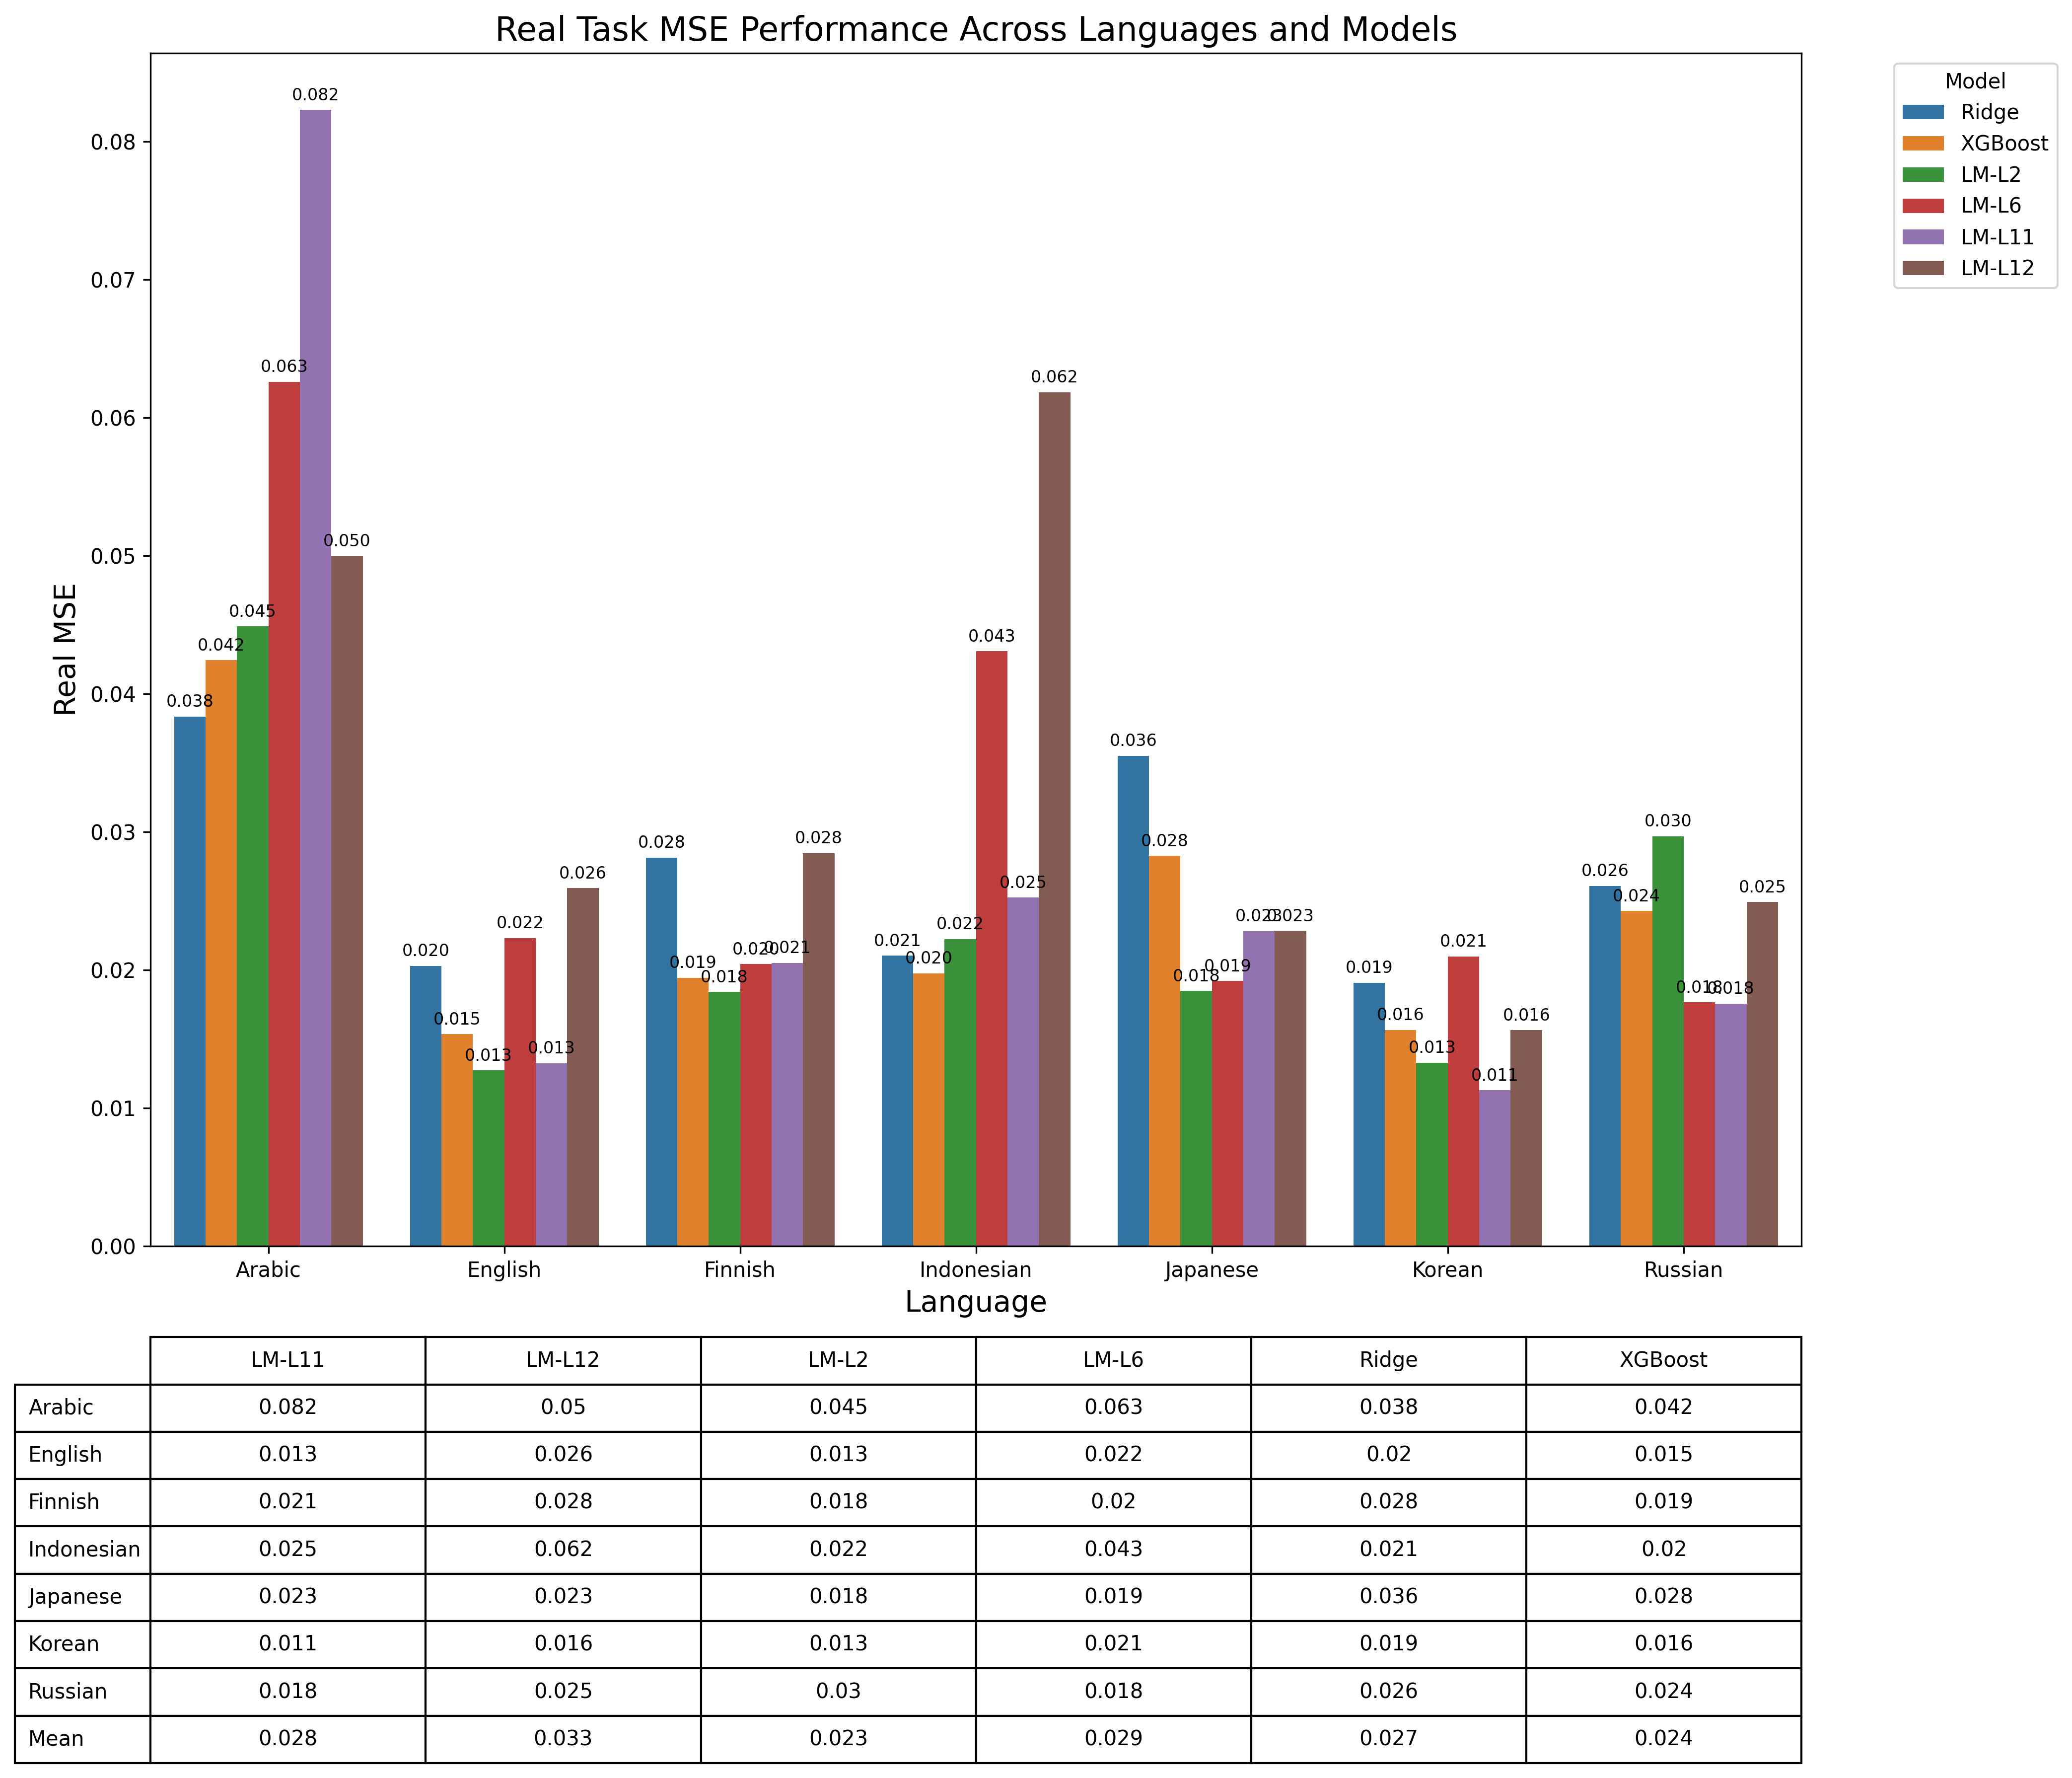 Real Task MSE Performance Across Languages and Models
Model
Ridge
XGBoost
LM-L2
LM-L6
LM-L11
LM-L12
Real MSE
0.08
0.07
0.06
0.05
0.04
0.03
0.02
0.01
0.00
0.038 0.042 0.045 0.063 0.082 0.050
0.020 0.015 0.013 0.022 0.013 0.026
0.028 0.019 0.018 0.020 0.021 0.028
0.021 0.020 0.022 0.043 0.025 0.062
0.036 0.028 0.018 0.019 0.023 0.023
0.019 0.016 0.013 0.021 0.011 0.016
0.026 0.024 0.030 0.018 0.018 0.025
Arabic English Finnish Indonesian Japanese Korean Russian
Language
LM-L11 LM-L12 LM-L2 LM-L6 Ridge XGBoost
Arabic 0.082 0.05 0.045 0.063 0.038 0.042
English 0.013 0.026 0.013 0.022 0.02 0.015
Finnish 0.021 0.028 0.018 0.02 0.028 0.019
Indonesian 0.025 0.062 0.022 0.043 0.021 0.02
Japanese 0.023 0.023 0.018 0.019 0.036 0.028
Korean 0.011 0.016 0.013 0.021 0.019 0.016
Russian 0.018 0.025 0.03 0.018 0.026 0.024
Mean 0.028 0.033 0.023 0.029 0.027 0.024